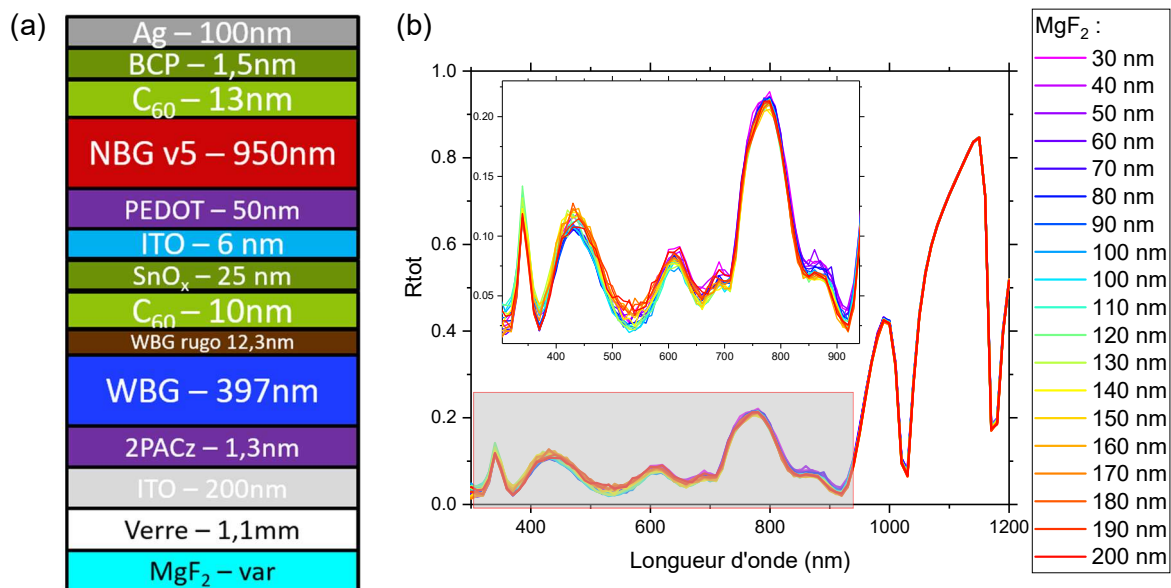 (a)
Ag – 100nm
BCP – 1,5nm
C60 – 13nm
NBG v5 – 950nm
PEDOT – 50nm
ITO – 6 nm
SnOx – 25 nm
C60 – 10nm
WBG rugo 12,3nm
WBG – 397nm
2PACz – 1,3nm
ITO – 200nm
Verre – 1,1mm
MgF2 – var
(b)
1.0
0.8
0.6
0.4
0.2
0.0
Rtot
0.20
0.15
0.10
0.05
400 500 600 700 800 900
400 600 800 1000 1200
Longueur d'onde (nm)
MgF2 :
30 nm
40 nm
50 nm
60 nm
70 nm
80 nm
90 nm
100 nm
100 nm
110 nm
120 nm
130 nm
140 nm
150 nm
160 nm
170 nm
180 nm
190 nm
200 nm